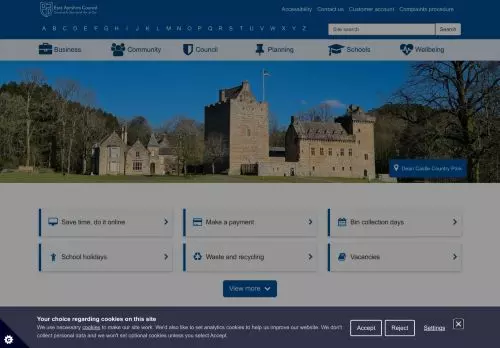 East Ayrshire Council
Accessibility Contact us Customer account Complaints procedure
A B C D E F G H I J K L M N O P Q R S T U V W X Y Z
Site search Search
Business Community Council Planning Schools Wellbeing
Dean Castle Country Park
Save time, do it online Make a payment Bin collection days
School holidays Waste and recycling Vacancies
View more
Your choice regarding cookies on this site
We use necessary cookies to make our site work. We'd also like to set analytics cookies to help us improve our website. We don't
collect personal data and we won't set optional cookies unless you select Accept.
Accept Reject Settings